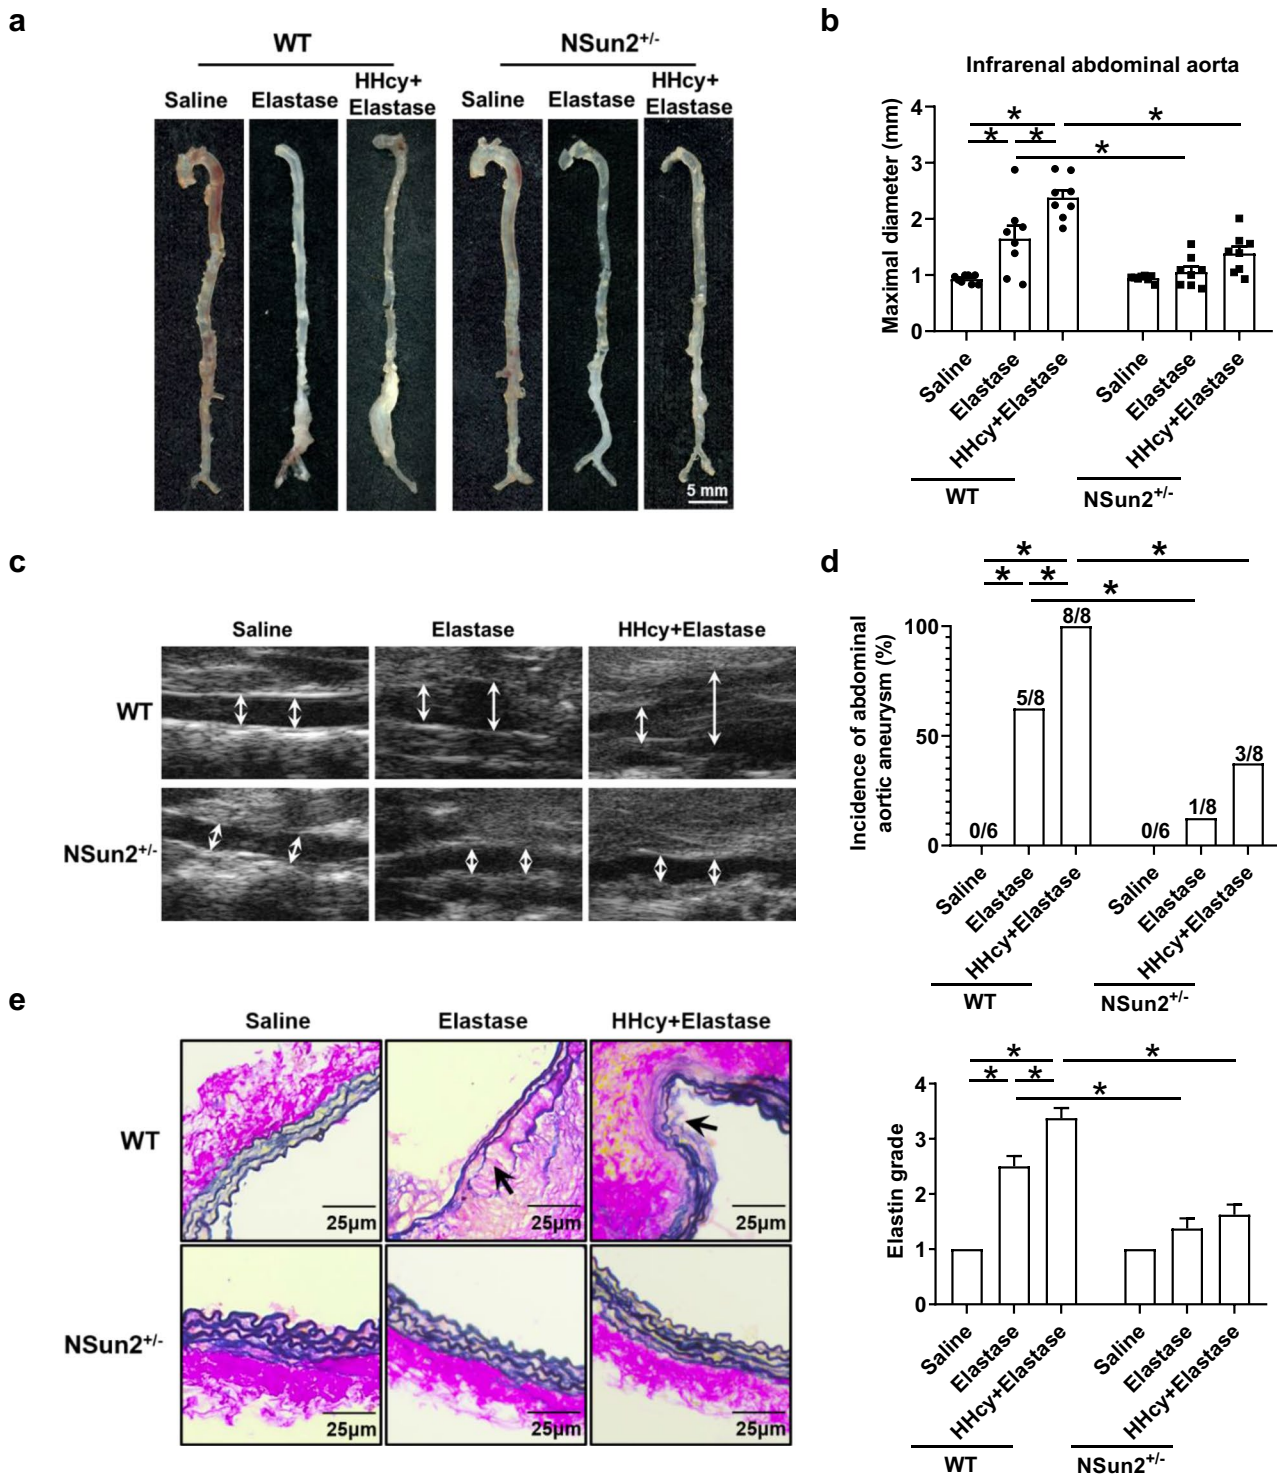 a
WT
NSun2+/-
Saline
Elastase
HHcy+
Elastase
Saline
Elastase
HHcy+
Elastase
5 mm
b
Infrarenal abdominal aorta
* * * * *
Maximal diameter (mm)
4
3
2
1
0
Saline
Elastase
HHcy+Elastase
Saline
Elastase
HHcy+Elastase
WT
NSun2+/-
c
Saline
Elastase
HHcy+Elastase
WT
NSun2+/-
d
* * * * *
Incidence of abdominal
aortic aneurysm (%)
100
50
0
0/6
5/8
8/8
0/6
1/8
3/8
Saline
Elastase
HHcy+Elastase
Saline
Elastase
HHcy+Elastase
WT
NSun2+/-
e
Saline
Elastase
HHcy+Elastase
WT
25μm
25μm
25μm
NSun2+/-
25μm
25μm
25μm
* * * * *
Elastin grade
4
3
2
1
0
Saline
Elastase
HHcy+Elastase
Saline
Elastase
HHcy+Elastase
WT
NSun2+/-